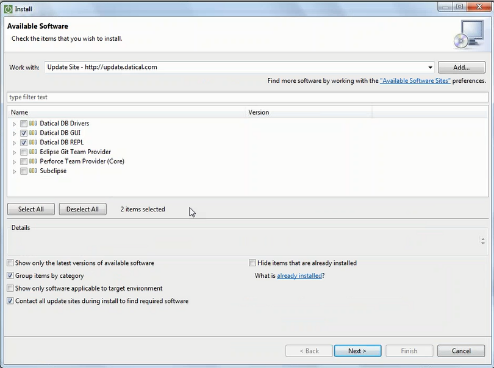 Install
Available Software
Check the items that you wish to install.
Work with: Update Site - http://update.datical.com Add...
Find more software by working with the "Available Software Sites" preferences.
type filter text
Name Version
Datical DB Drivers
Datical DB GUI
Datical DB REPL
Eclipse Git Team Provider
Perforce Team Provider (Core)
Subclipse
Select All Deselect All 2 items selected
Details
Show only the latest versions of available software Hide items that are already installed
Group items by category What is already installed?
Show only software applicable to target environment
Contact all update sites during install to find required software
< Back Next > Finish Cancel